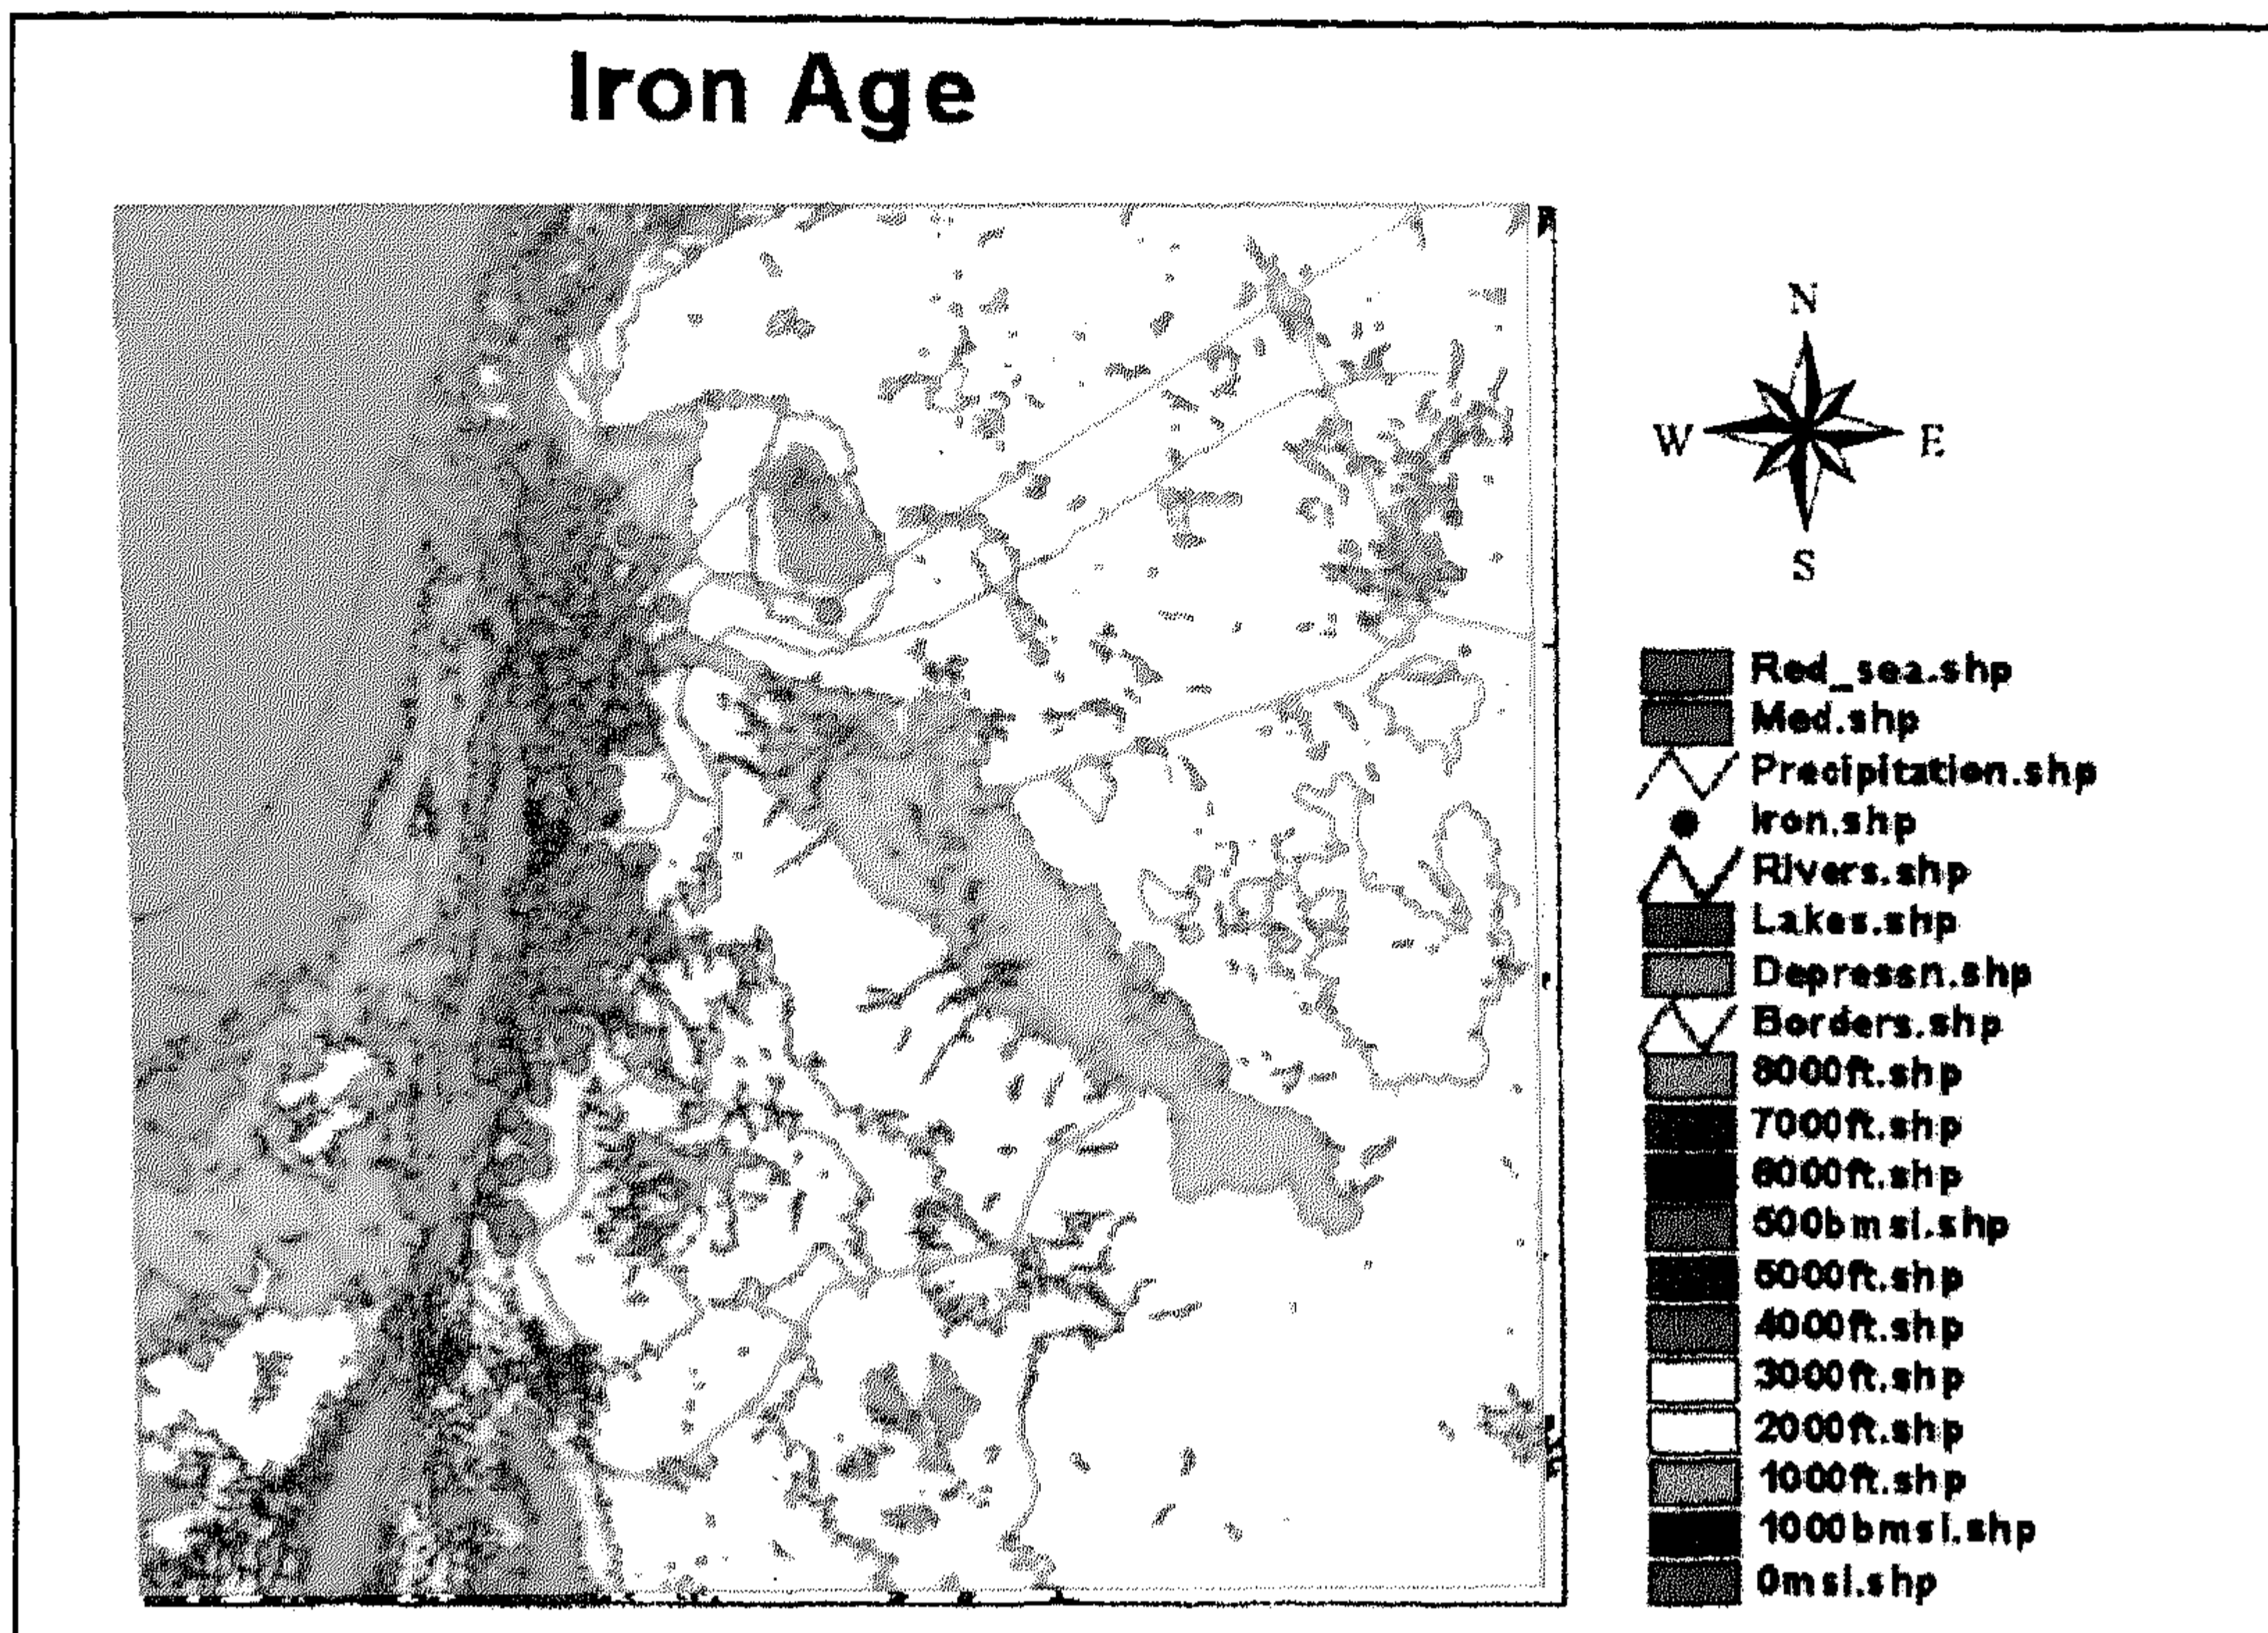 Iron Age
N
W E
S
Red_sea.shp
Med.shp
Precipitation.shp
Iron.shp
Rivers.shp
Lakes.shp
Depressn.shp
Borders.shp
8000ft.shp
7000ft.shp
6000ft.shp
500bmsl.shp
5000ft.shp
4000ft.shp
3000ft.shp
2000ft.shp
1000ft.shp
1000bmsl.shp
0msl.shp